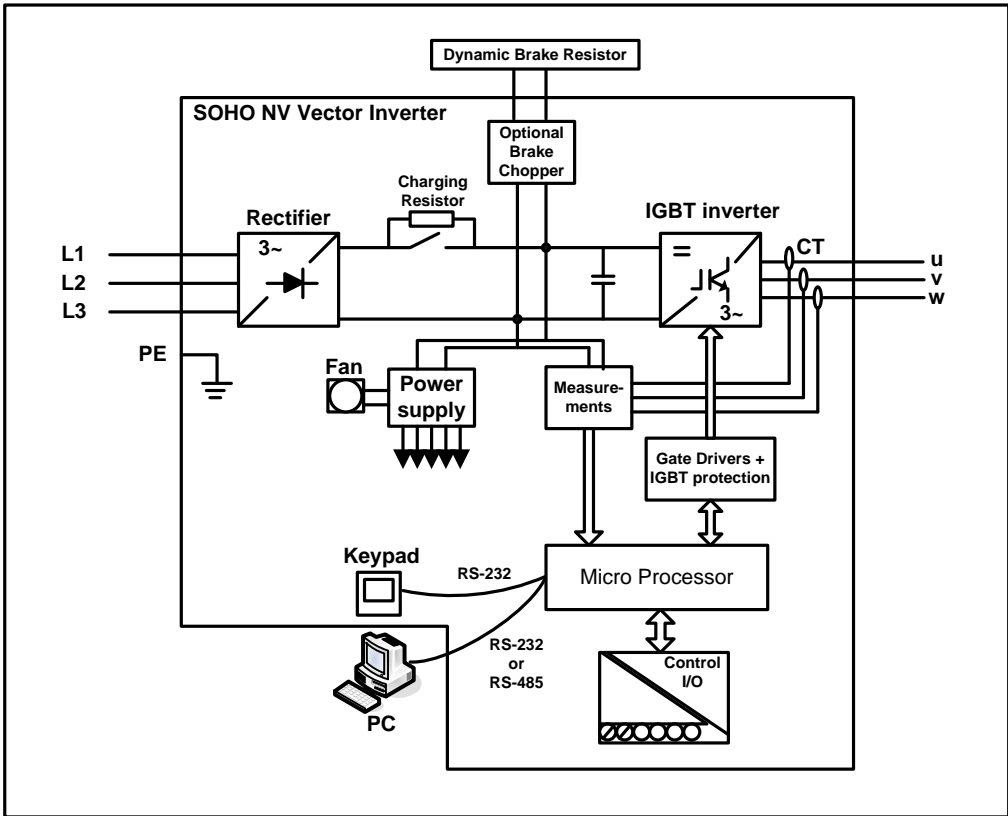 Dynamic Brake Resistor
SOHO NV Vector Inverter
Optional
Brake
Chopper
Charging
Resistor
Rectifier
IGBT inverter
3~
=
3~
CT
L1
L2
L3
PE
u
v
w
Fan
Power
supply
Measure-
ments
Gate Drivers +
IGBT protection
Keypad
RS-232
Micro Processor
RS-232
or
RS-485
PC
Control
I/O